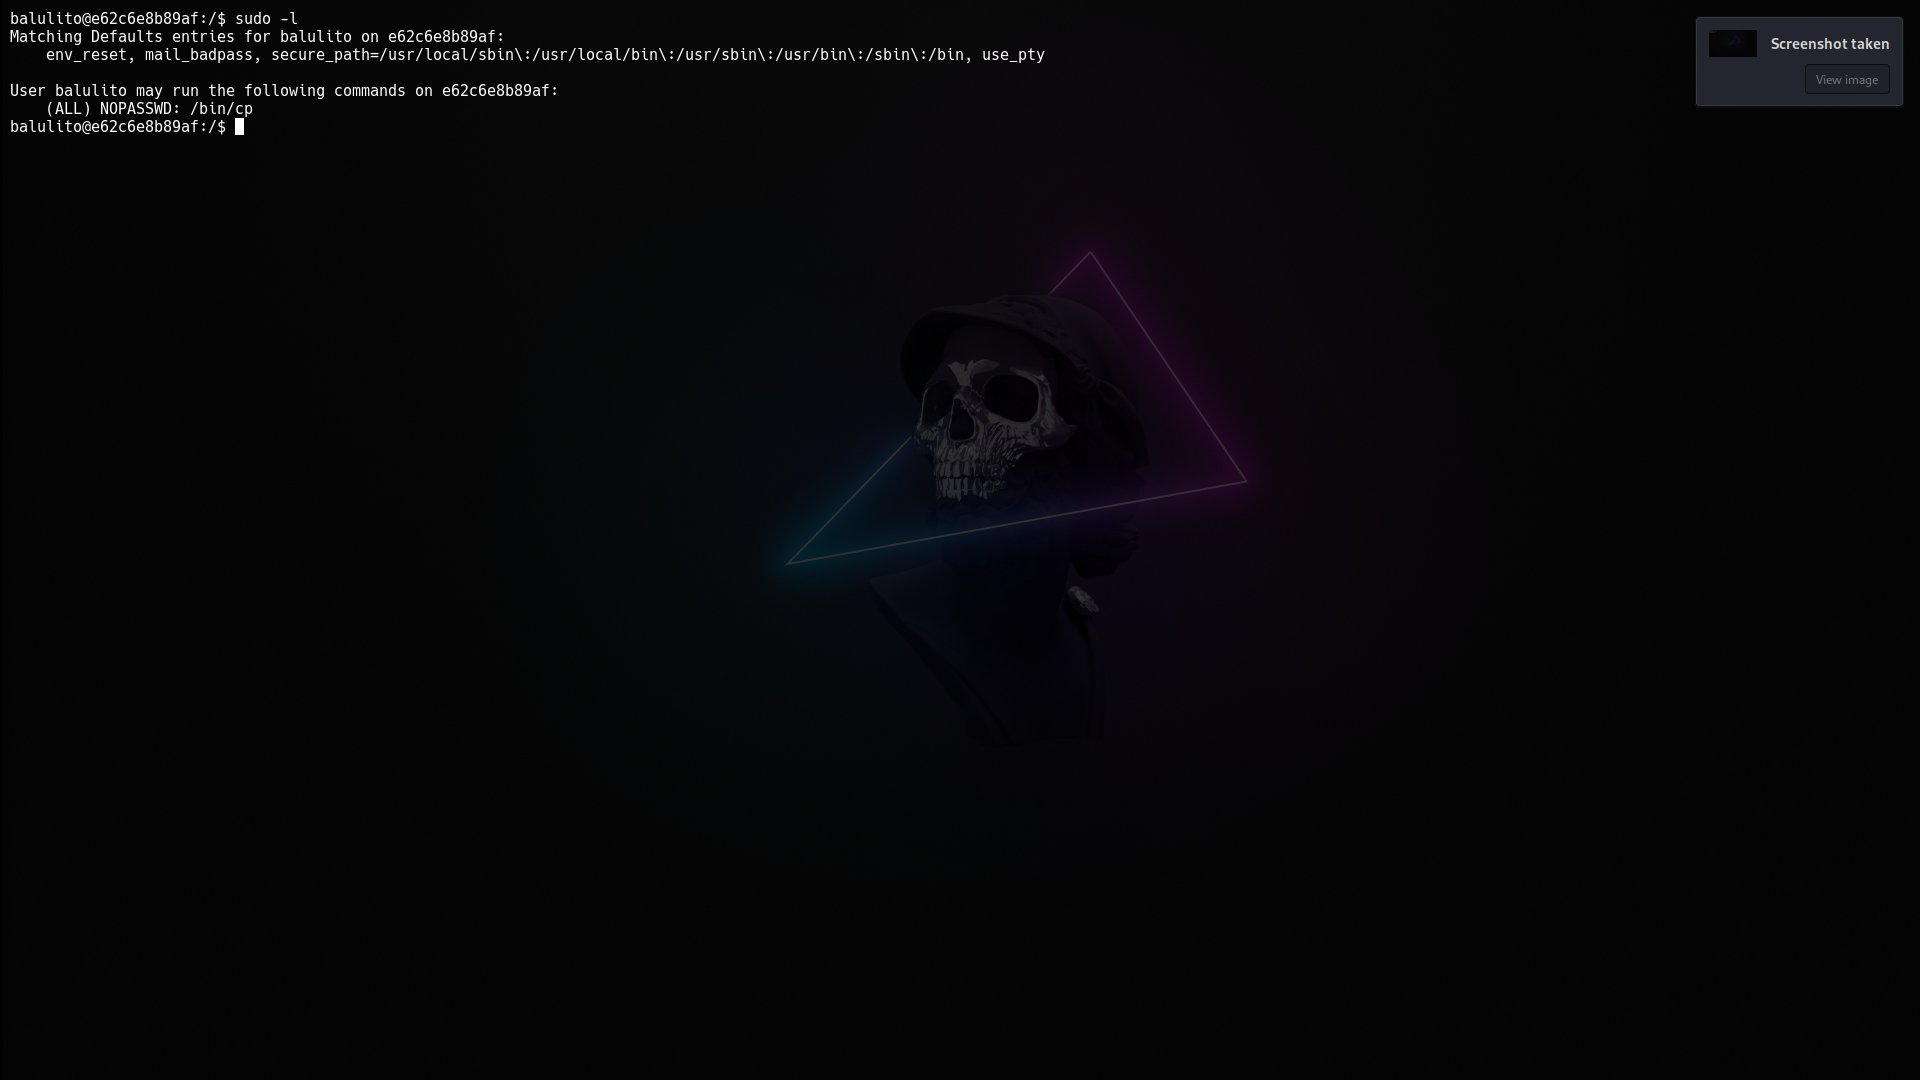 balulito@e62c6e8b89af:/$ sudo -l
Matching Defaults entries for balulito on e62c6e8b89af:
    env_reset, mail_badpass, secure_path=/usr/local/sbin\:/usr/local/bin\:/usr/sbin\:/usr/bin\:/sbin\:/bin, use_pty

User balulito may run the following commands on e62c6e8b89af:
    (ALL) NOPASSWD: /bin/cp
balulito@e62c6e8b89af:/$
Screenshot taken
View image